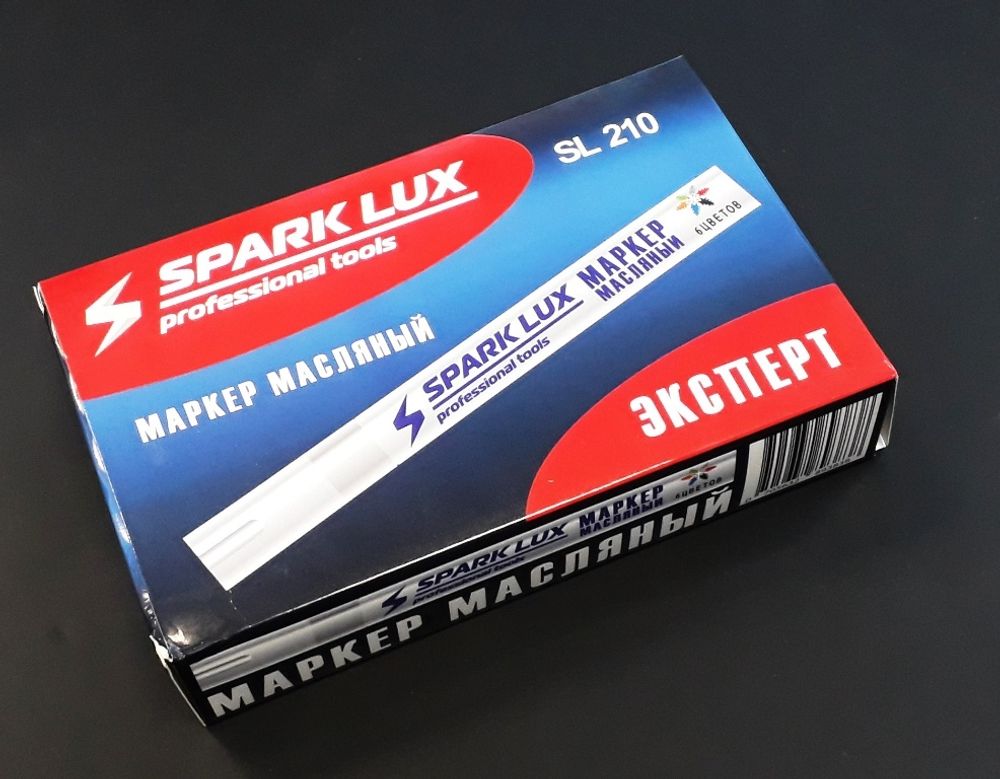 SL 210
SPARK LUX
professional tools
МАРКЕР МАСЛЯНЫЙ
SPARK LUX
professional tools
МАРКЕР
МАСЛЯНЫЙ
6ЦВЕТОВ
ЭКСПЕРТ
SPARK LUX
professional tools
МАРКЕР
МАСЛЯНЫЙ
6ЦВЕТОВ
МАРКЕР МАСЛЯНЫЙ